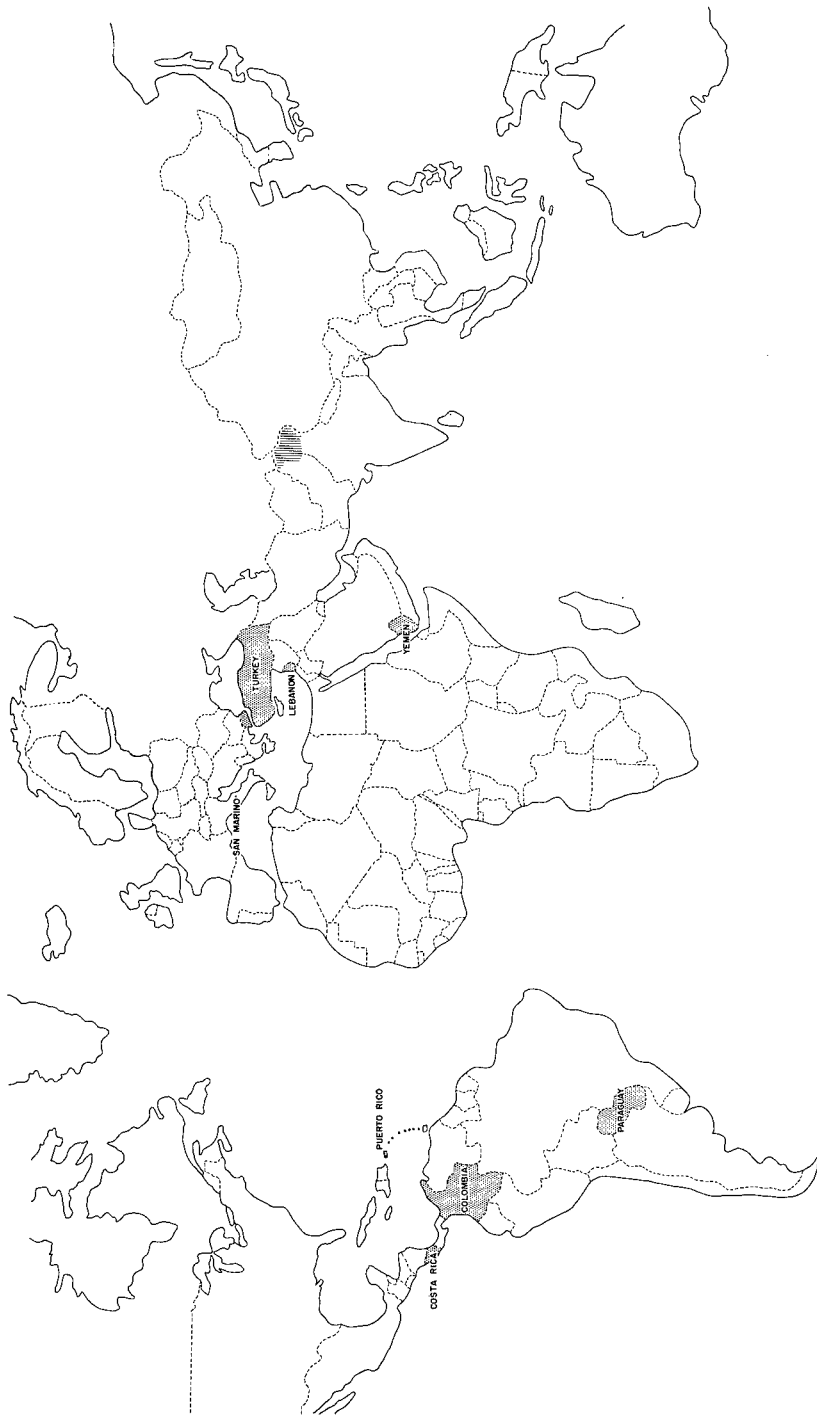 PUERTO RICO
COSTA RICA
COLOMBIA
PARAGUAY
SAN MARINO
TURKEY
LEBANON
YEMEN